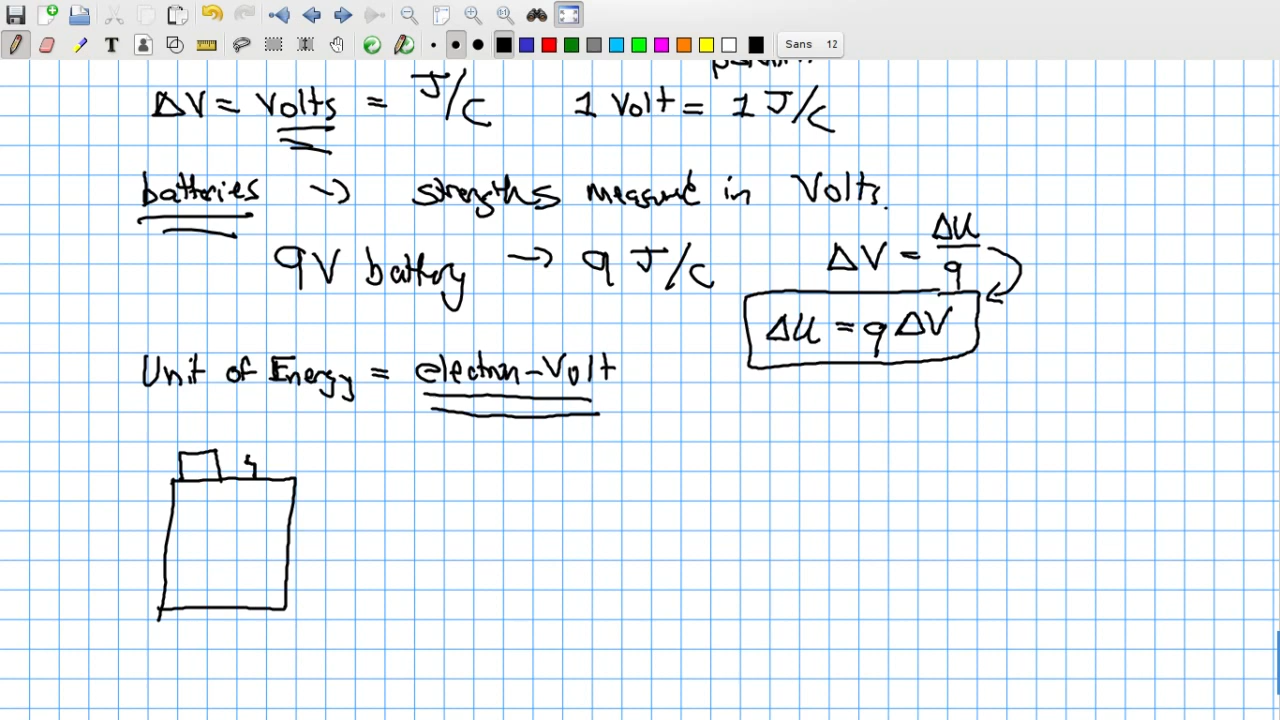 Sans 12
ΔV = Volts = J/C 1 Volt = 1 J/C
batteries → strengths measured in Volts.
9V battery → 9 J/C ΔV = ΔU/q
ΔU = qΔV
Unit of Energy = electron-Volt